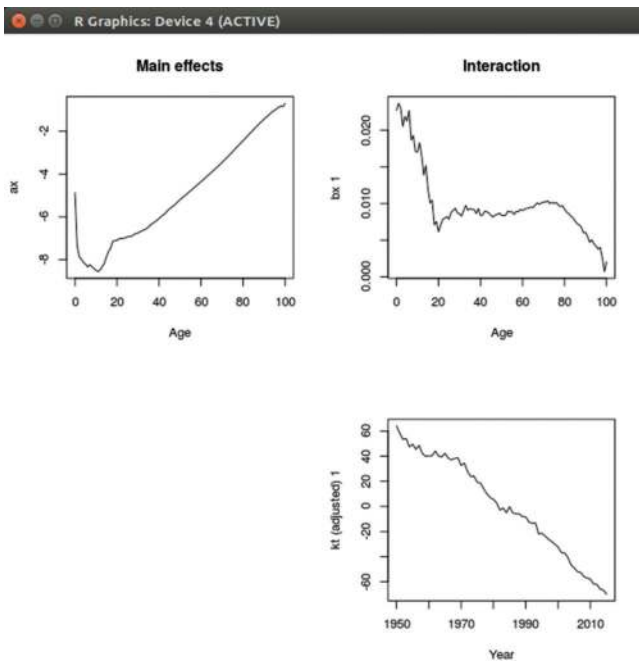 R Graphics: Device 4 (ACTIVE)
Main effects
ax
-2
-4
-6
-8
0 20 40 60 80 100
Age
Interaction
bx 1
0.020
0.010
0.000
0 20 40 60 80 100
Age
kt (adjusted) 1
60
40
20
0
-20
-60
1950 1970 1990 2010
Year